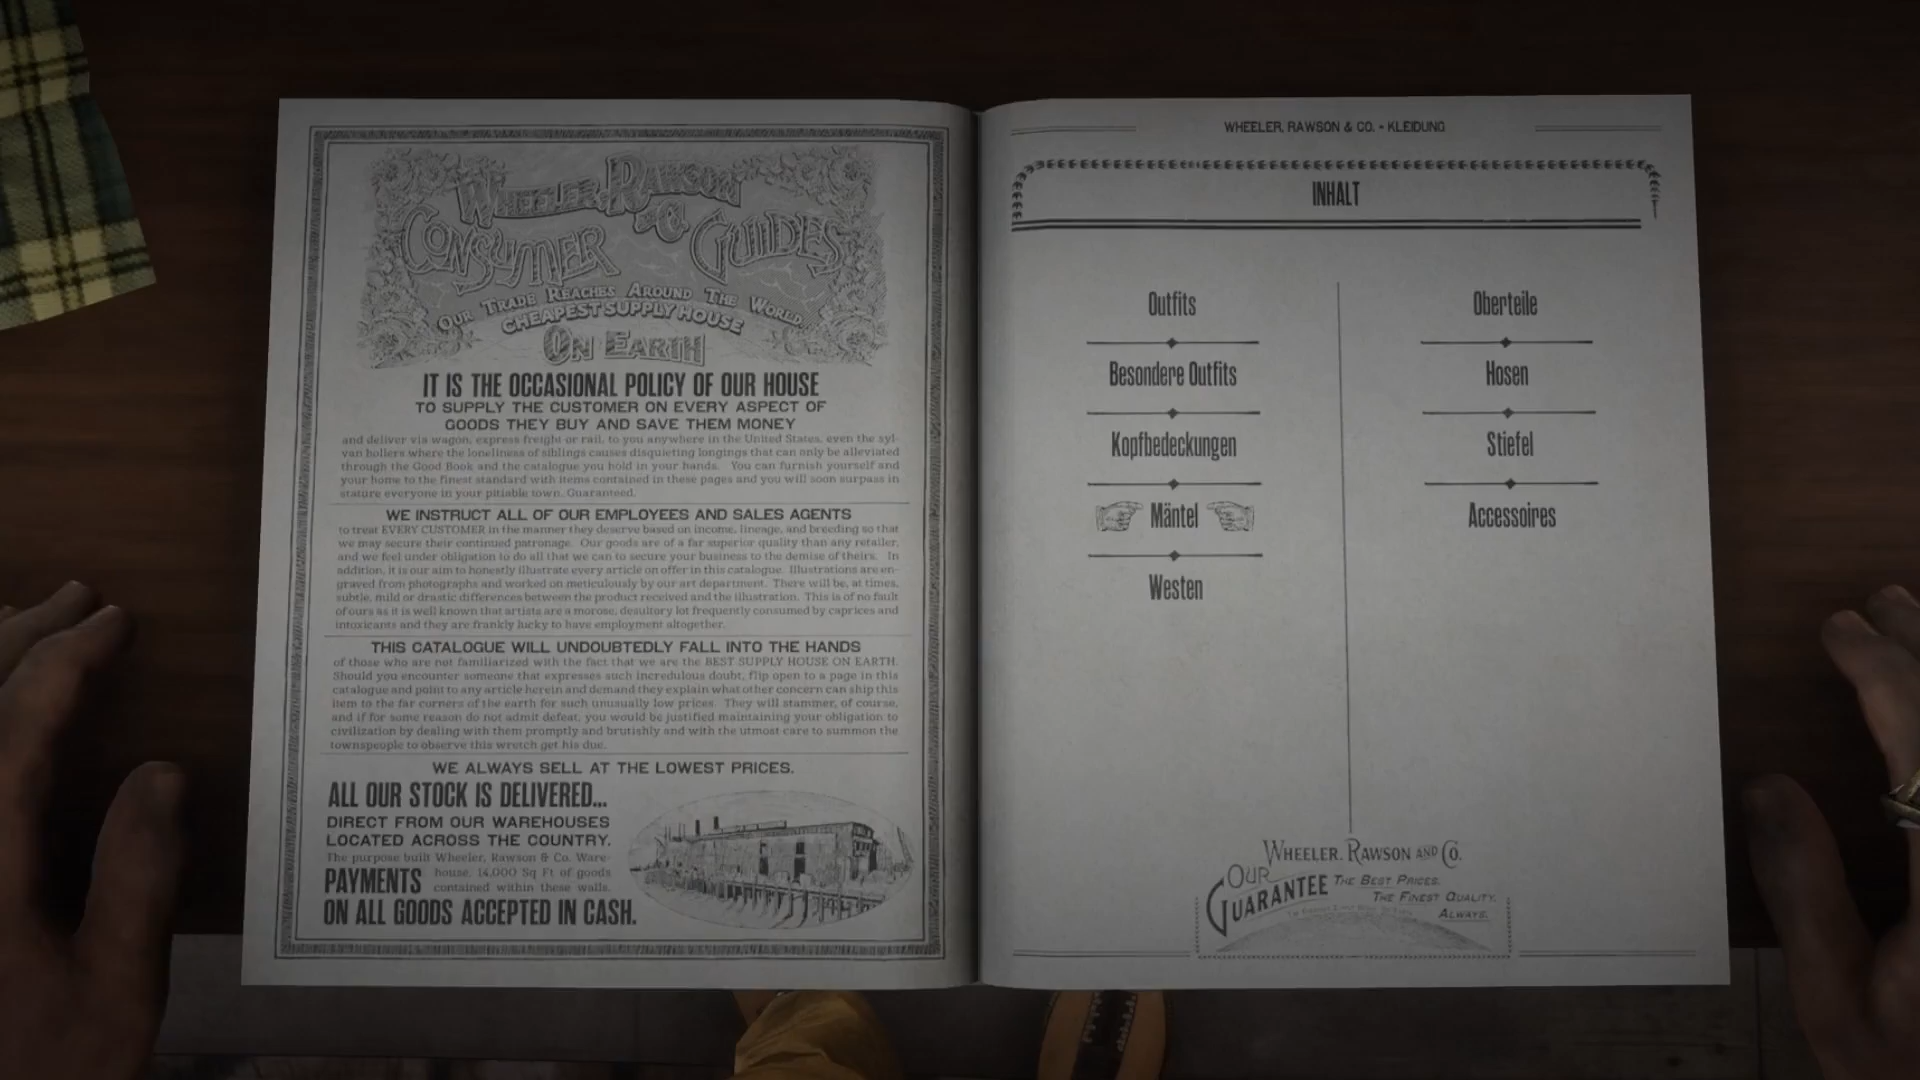 WHEELER, RAWSON
& Co.
CONSUMER GUIDES
OUR TRADE REACHES AROUND THE WORLD
CHEAPEST SUPPLY HOUSE
ON EARTH
IT IS THE OCCASIONAL POLICY OF OUR HOUSE
TO SUPPLY THE CUSTOMER ON EVERY ASPECT OF
GOODS THEY BUY AND SAVE THEM MONEY
and deliver via wagon, express freight or rail, to you anywhere in the United States, even the syl-
van hollers where the loneliness of siblings causes disquieting longings that can only be alleviated
through the Good Book and the catalogue you hold in your hands. You can furnish yourself and
your home to the finest standard with items contained in these pages and you will soon surpass in
stature everyone in your pitiable town. Guaranteed.
WE INSTRUCT ALL OF OUR EMPLOYEES AND SALES AGENTS
to treat EVERY CUSTOMER in the manner they deserve based on income, lineage, and breeding so that
we may secure their continued patronage. Our goods are of a far superior quality than any retailer,
and we feel under obligation to do all that we can to secure your business to the demise of theirs. In
addition, it is our aim to honestly illustrate every article on offer in this catalogue. Illustrations are en-
graved from photographs and worked on meticulously by our art department. There will be, at times,
subtle, mild or drastic differences between the product received and the illustration. This is of no fault
of ours as it is well known that artists are a morose, desultory lot frequently consumed by caprices and
intoxicants and they are frankly lucky to have employment altogether.
THIS CATALOGUE WILL UNDOUBTEDLY FALL INTO THE HANDS
of those who are not familiarized with the fact that we are the BEST SUPPLY HOUSE ON EARTH.
Should you encounter someone that expresses such incredulous doubt, flip open to a page in this
catalogue and point to any article herein and demand they explain what other concern can ship this
item to the far corners of the earth for such unusually low prices. They will stammer, of course,
and if for some reason do not admit defeat, you would be justified maintaining your obligation to
civilization by dealing with them promptly and brutishly and with the utmost care to summon the
townspeople to observe this wretch get his due.
WE ALWAYS SELL AT THE LOWEST PRICES.
ALL OUR STOCK IS DELIVERED...
DIRECT FROM OUR WAREHOUSES
LOCATED ACROSS THE COUNTRY.
The purpose built Wheeler, Rawson & Co. Ware-
house. 14,000 Sq Ft of goods
contained within these walls.
PAYMENTS
ON ALL GOODS ACCEPTED IN CASH.
WHEELER, RAWSON & CO. - KLEIDUNG
INHALT
Outfits
Besondere Outfits
Kopfbedeckungen
Mäntel
Westen
Oberteile
Hosen
Stiefel
Accessoires
WHEELER, RAWSON AND CO.
OUR
GUARANTEE THE BEST PRICES.
THE FINEST QUALITY.
ALWAYS.